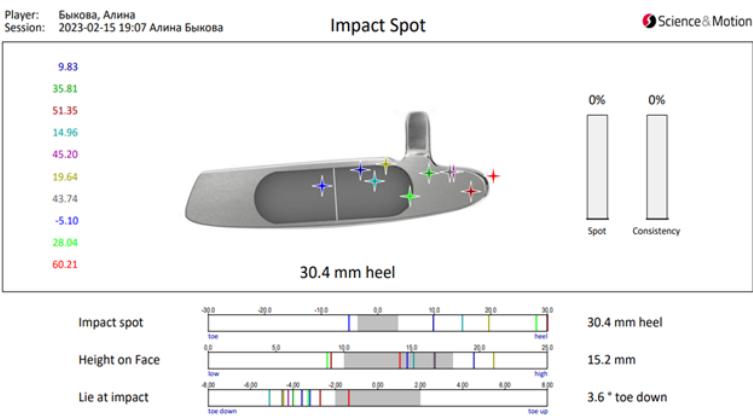 Player: Быкова, Алина
Session: 2023-02-15 19:07 Алина Быкова
Impact Spot
Science&Motion
9.83
35.81
51.35
14.96
45.20
19.64
43.74
-5.10
28.04
60.21
0% 0%
Spot Consistency
30.4 mm heel
-30,0 -20,0 -10,0 0,0 10,0 20,0 30,0
Impact spot 30.4 mm heel
toe heel
0,0 5,0 10,0 15,0 20,0 25,0
Height on Face 15.2 mm
low high
-8,00 -6,00 -4,00 -2,00 0,00 2,00 4,00 6,00 8,00
Lie at impact 3.6 ° toe down
toe down toe up